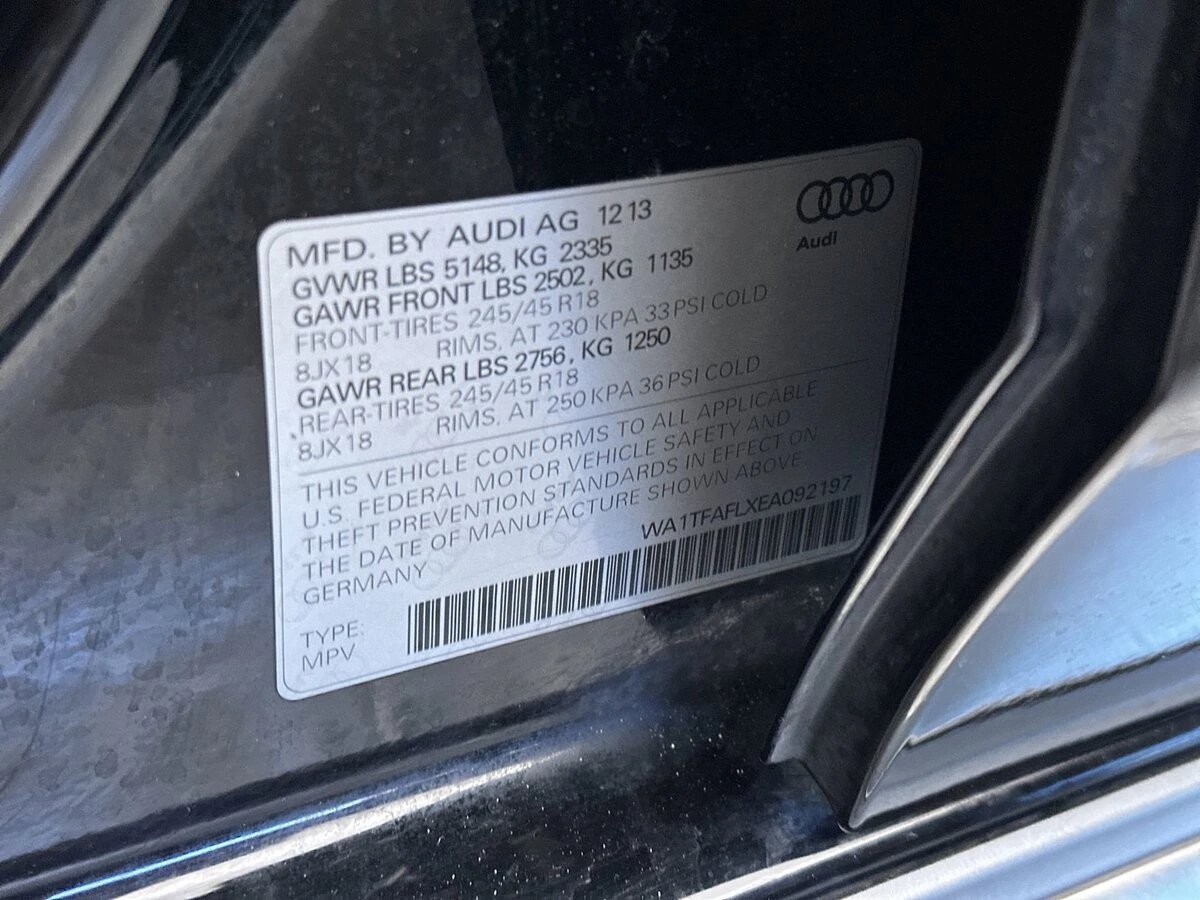 MFD. BY AUDI AG 12 13
GVWR LBS 5148, KG 2335
GAWR FRONT LBS 2502, KG 1135
FRONT-TIRES 245/45 R18
8JX18 RIMS, AT 230 KPA 33 PSI COLD
GAWR REAR LBS 2756, KG 1250
REAR-TIRES 245/45 R18
8JX18 RIMS, AT 250 KPA 36 PSI COLD
THIS VEHICLE CONFORMS TO ALL APPLICABLE
U.S. FEDERAL MOTOR VEHICLE SAFETY AND
THEFT PREVENTION STANDARDS IN EFFECT ON
THE DATE OF MANUFACTURE SHOWN ABOVE
GERMANY
WA1TFAFLXEA092197
TYPE:
MPV
Audi